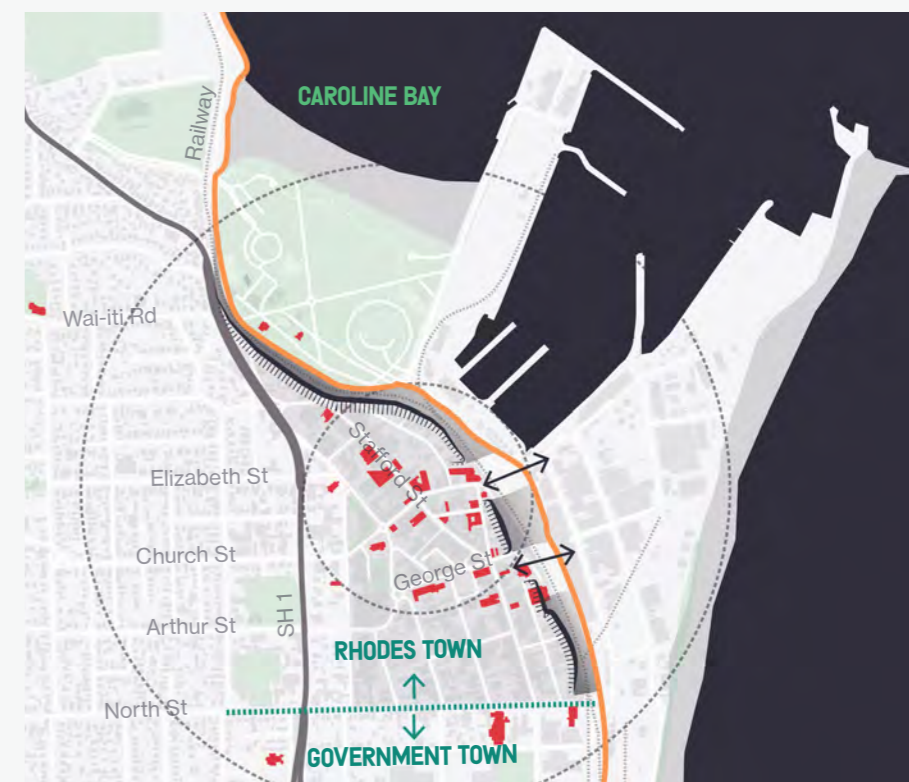 CAROLINE BAY
Railway
Wai-iti Rd
Stafford St
Elizabeth St
Church St
George St
SH 1
Arthur St
RHODES TOWN
North St
GOVERNMENT TOWN